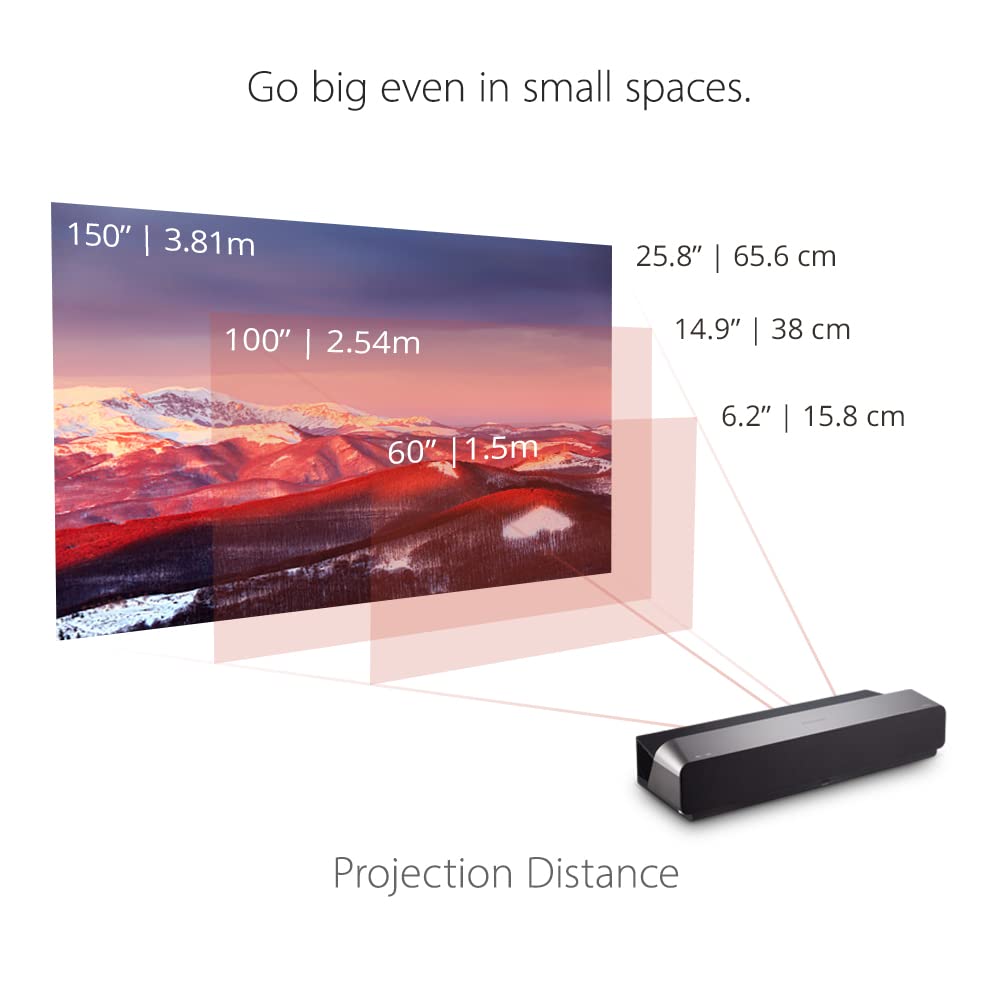 Go big even in small spaces.
150” | 3.81m
25.8” | 65.6 cm
100” | 2.54m
14.9” | 38 cm
60” |1.5m
6.2” | 15.8 cm
Projection Distance